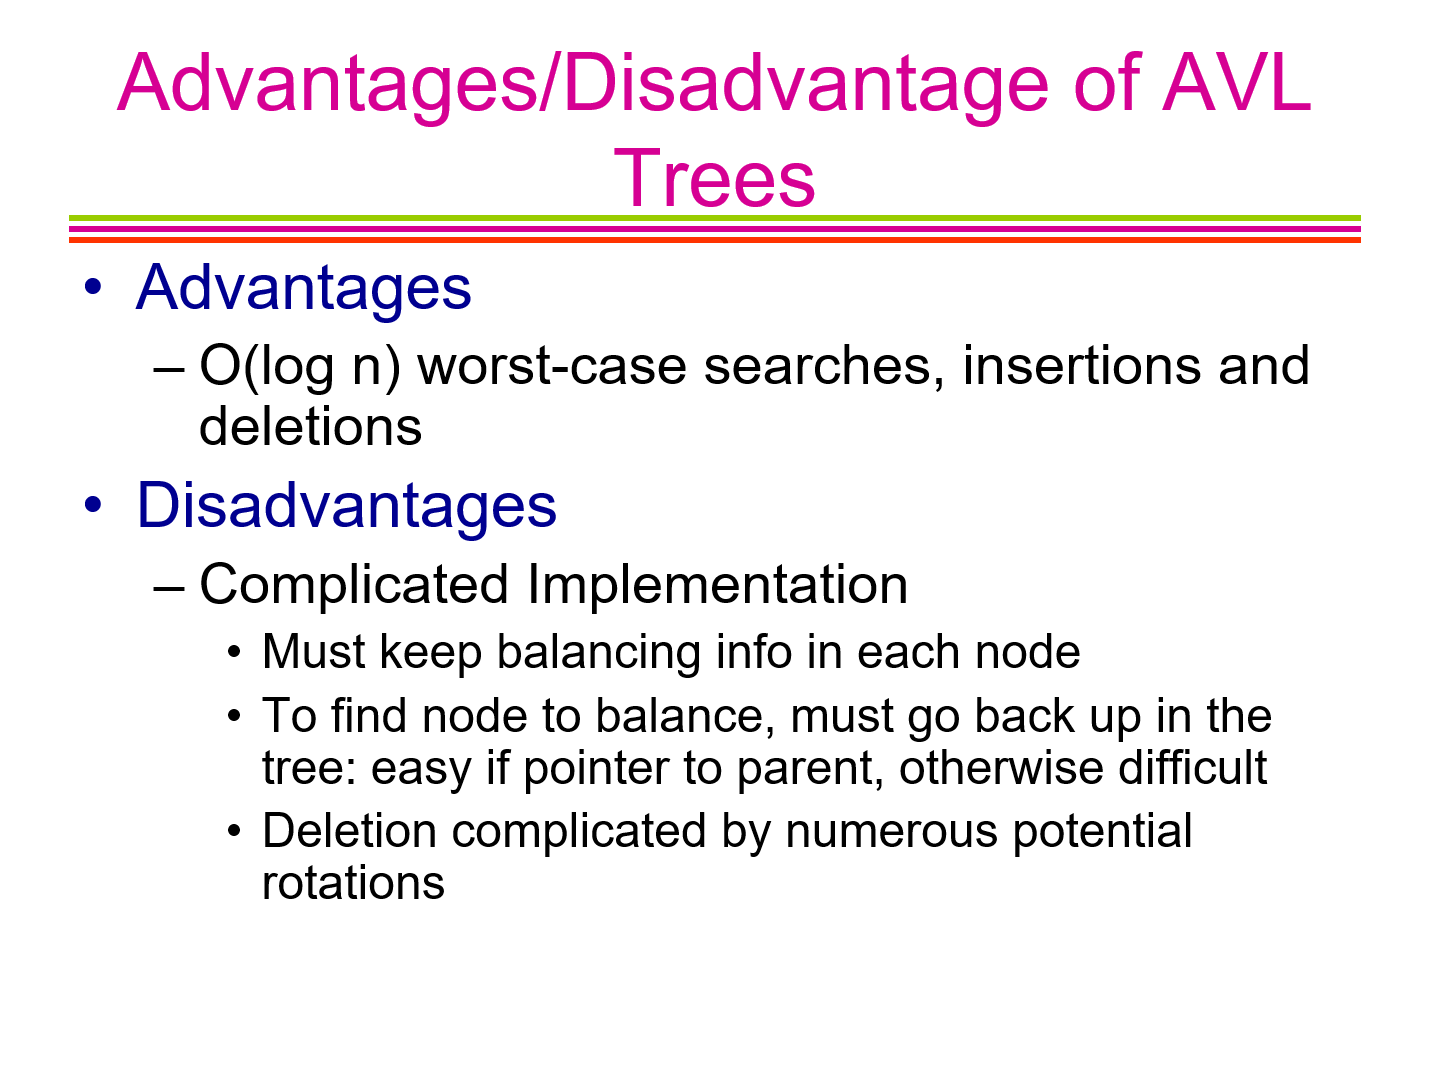 Advantages/Disadvantage of AVL
Trees
• Advantages
– O(log n) worst-case searches, insertions and
deletions
• Disadvantages
– Complicated Implementation
• Must keep balancing info in each node
• To find node to balance, must go back up in the
tree: easy if pointer to parent, otherwise difficult
• Deletion complicated by numerous potential
rotations